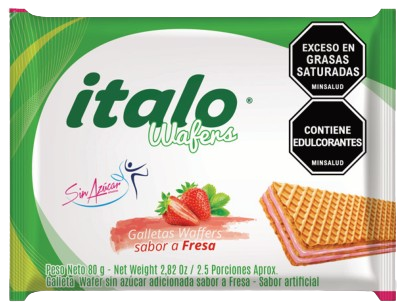 EXCESO EN
GRASAS
SATURADAS
MINSALUD
italo®
Wafers
CONTIENE
EDULCORANTES
MINSALUD
Sin Azúcar
Galletas Waffers
sabor a Fresa
Peso Neto 80 g - Net Weight 2,82 Oz / 2.5 Porciones Aprox.
Galleta Wafer sin azúcar adicionada sabor a Fresa - Sabor artificial